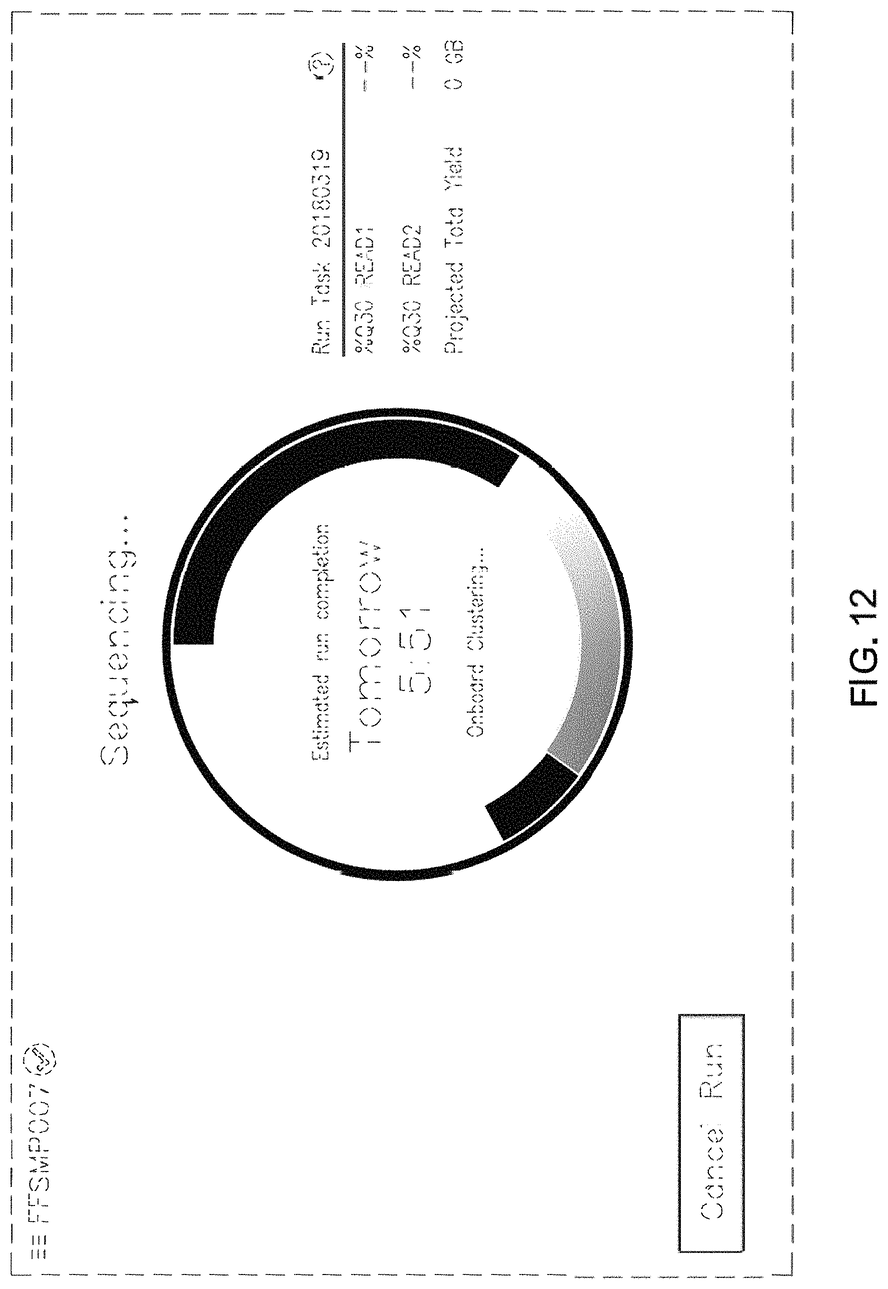 FFSMP007
Sequencing...
Estimated run completion
Tomorrow
5:51
Onboard Clustering...
Run Task 20180319 ?
%Q30 READ1 --%
%Q30 READ2 --%
Projected Total Yield 0 GB
Cancel Run
FIG. 12